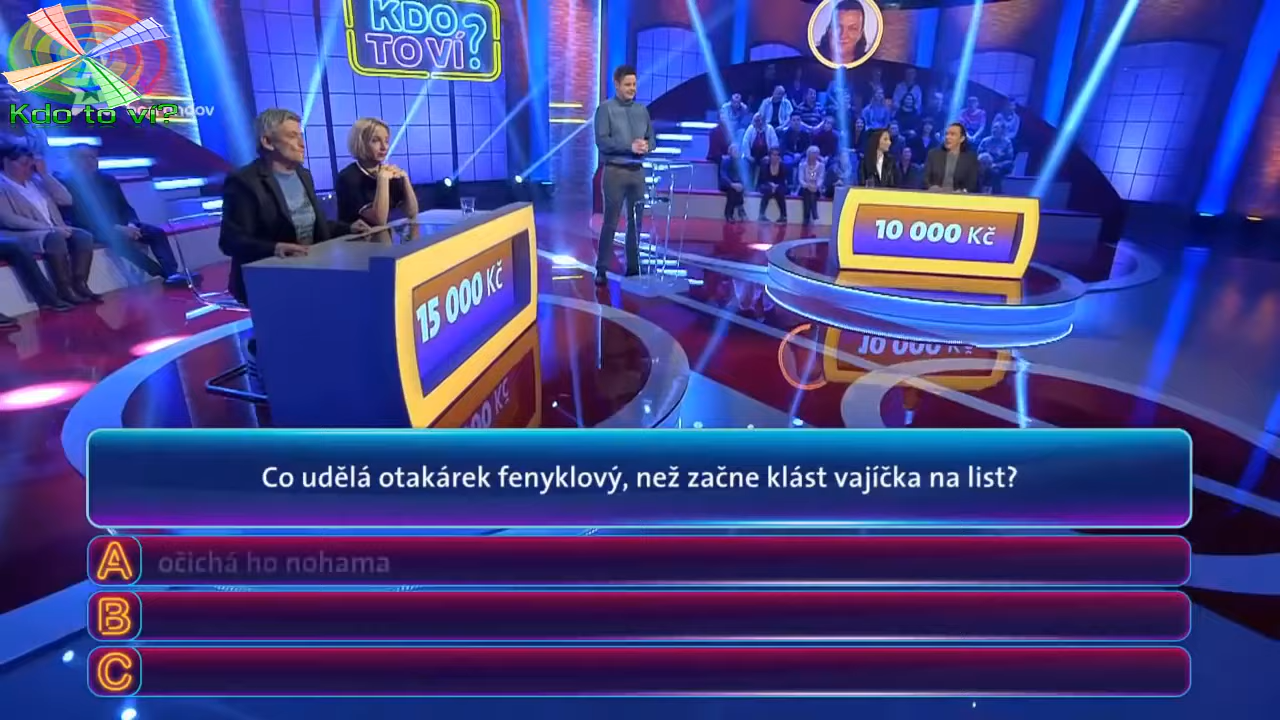 KDO
TO VÍ?
Kdo to ví?
15 000 Kč
10 000 Kč
Co udělá otakárek fenyklový, než začne klást vajíčka na list?
A očichá ho nohama
B
C